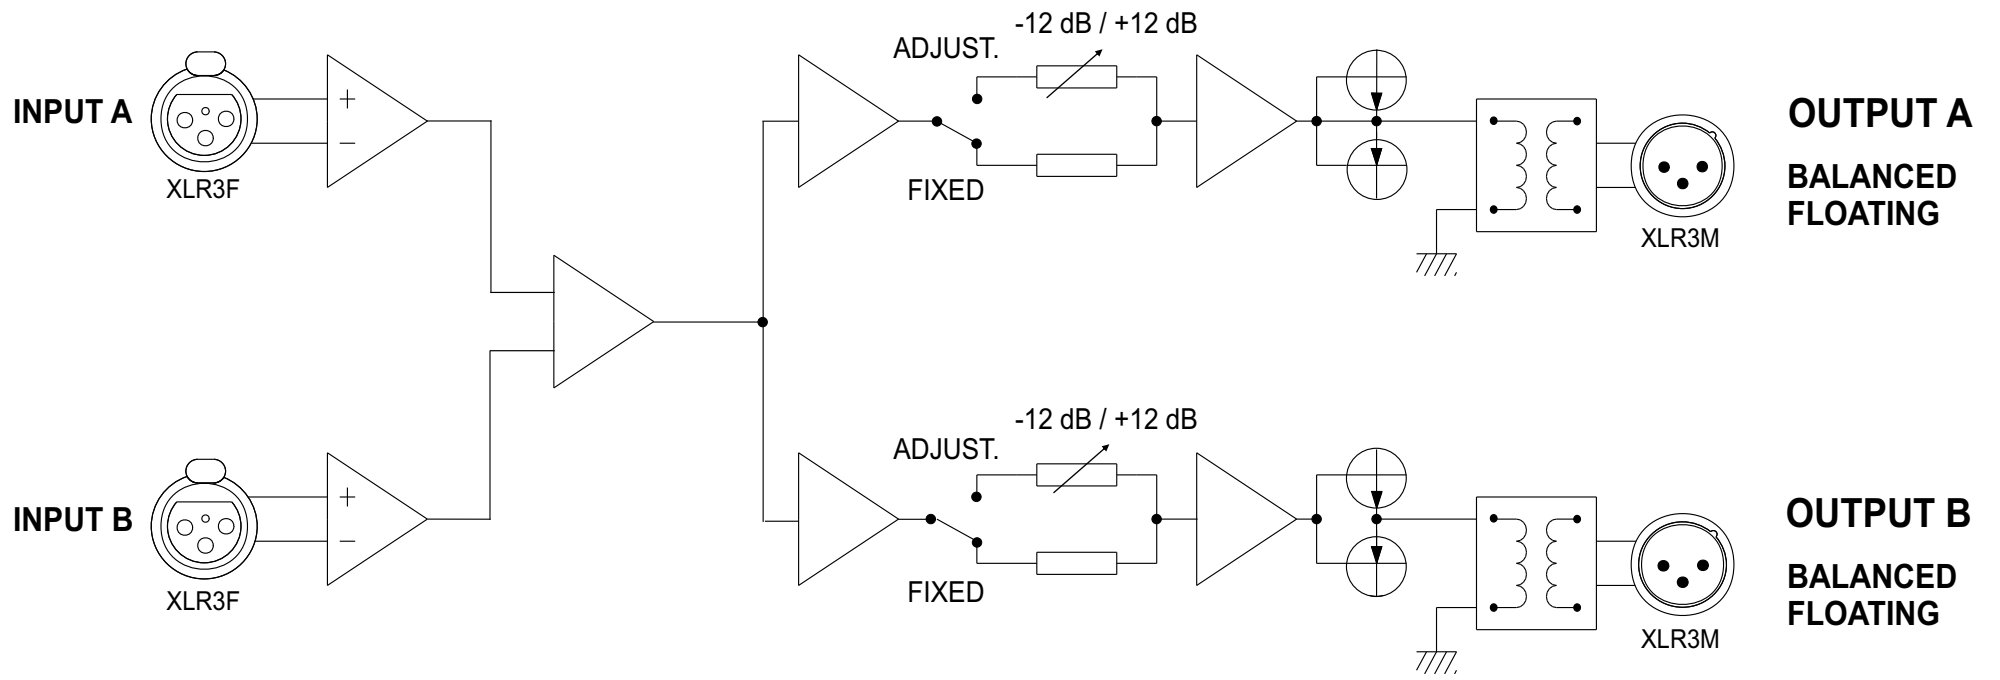 -12 dB / +12 dB
ADJUST.
INPUT A
+
−
XLR3F
FIXED
OUTPUT A
BALANCED
FLOATING
XLR3M
-12 dB / +12 dB
ADJUST.
INPUT B
+
−
XLR3F
FIXED
OUTPUT B
BALANCED
FLOATING
XLR3M